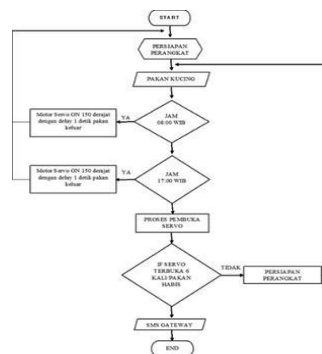 START
PERSIAPAN
PERANGKAT
PAKAN KUCING
JAM
08:00 WIB
YA
Motor Servo ON 150 derajat
dengan delay 1 detik pakan
keluar
JAM
17:00 WIB
YA
Motor Servo ON 150 derajat
dengan delay 1 detik pakan
keluar
PROSES PEMBUKA
SERVO
IF SERVO
TERBUKA 6
KALI PAKAN
HABIS
TIDAK
PERSIAPAN
PERANGKAT
SMS GATEWAY
END